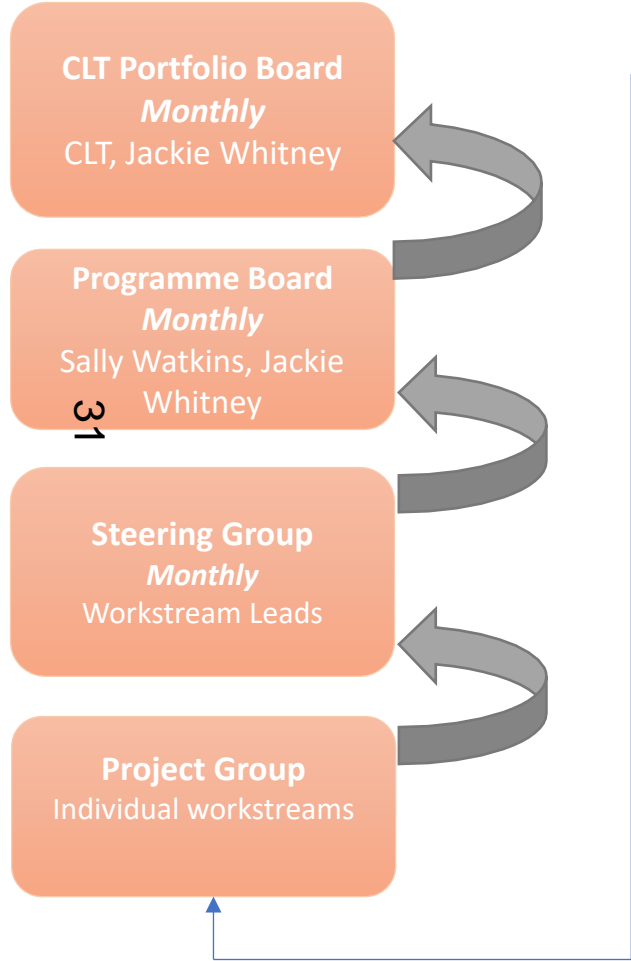 CLT Portfolio Board
Monthly
CLT, Jackie Whitney
Programme Board
Monthly
Sally Watkins, Jackie
Whitney
31
Steering Group
Monthly
Workstream Leads
Project Group
Individual workstreams